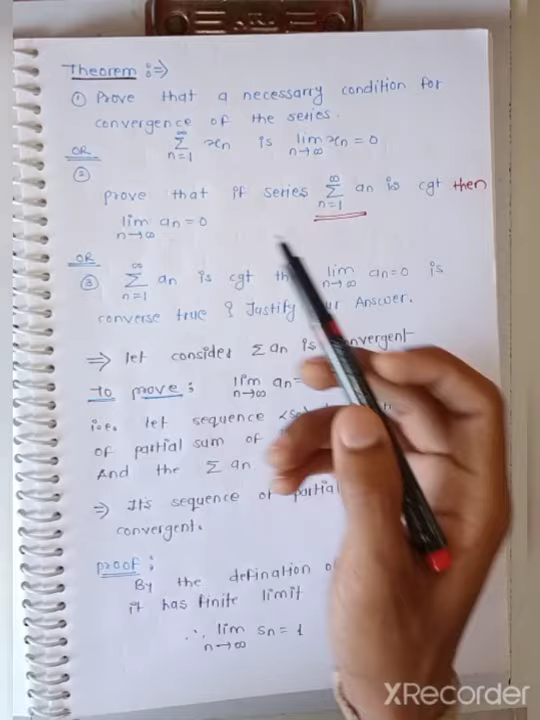 Theorem :⇒
① Prove that a necessarry condition for
convergence of the series.
∞∑n=1 xn is lim n→∞ xn = 0
OR
②
prove that if series ∞∑n=1 an is cgt then
lim n→∞ an = 0
OR
③ ∞∑n=1 an is cgt lim n→∞ an = 0 is
converse true ? Justify Answer.
⇒ let consider ∑an is convergent
To prove : lim n→∞ an =
i.e. let sequence
of partial sum of
And the ∑an
⇒ It's sequence of partial
convergent.
proof :
By the defination
it has finite limit
∴ lim n→∞ sn = l
XRecorder